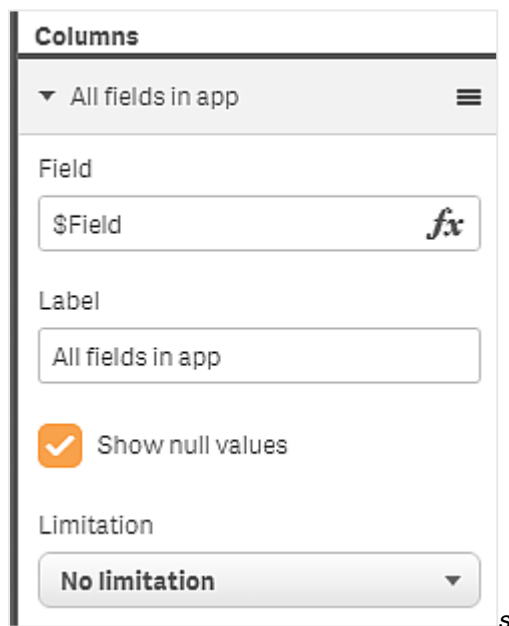 Columns
All fields in app
Field
$Field fx
Label
All fields in app
Show null values
Limitation
No limitation
s